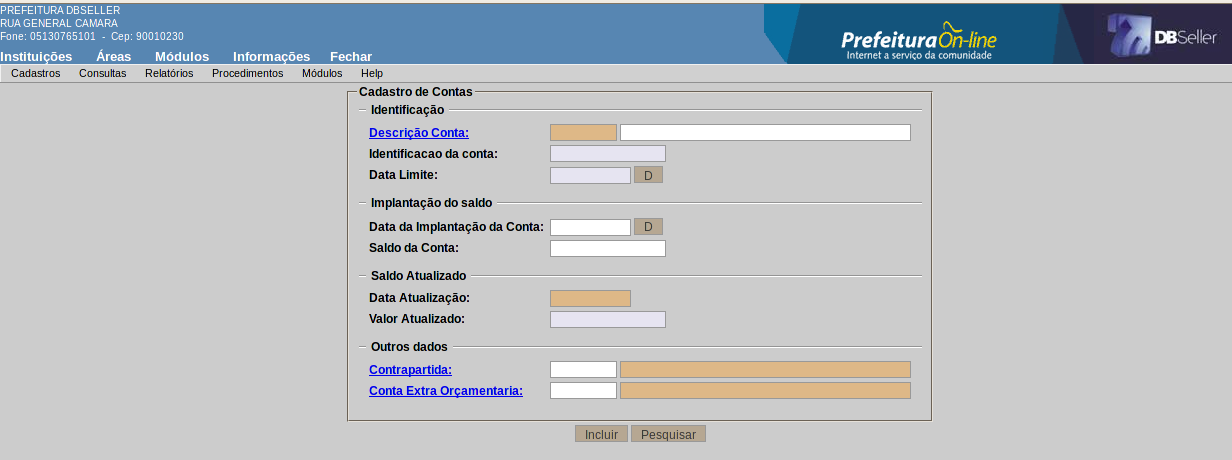 PREFEITURA DBSELLER
RUA GENERAL CAMARA
Fone: 05130765101 - Cep: 90010230
PrefeituraOn-line
Internet a serviço da comunidade
DBSeller
Instituições Áreas Módulos Informações Fechar
Cadastros Consultas Relatórios Procedimentos Módulos Help
Cadastro de Contas
Identificação
Descrição Conta:
Identificacao da conta:
Data Limite: D
Implantação do saldo
Data da Implantação da Conta: D
Saldo da Conta:
Saldo Atualizado
Data Atualização:
Valor Atualizado:
Outros dados
Contrapartida:
Conta Extra Orçamentaria:
Incluir Pesquisar